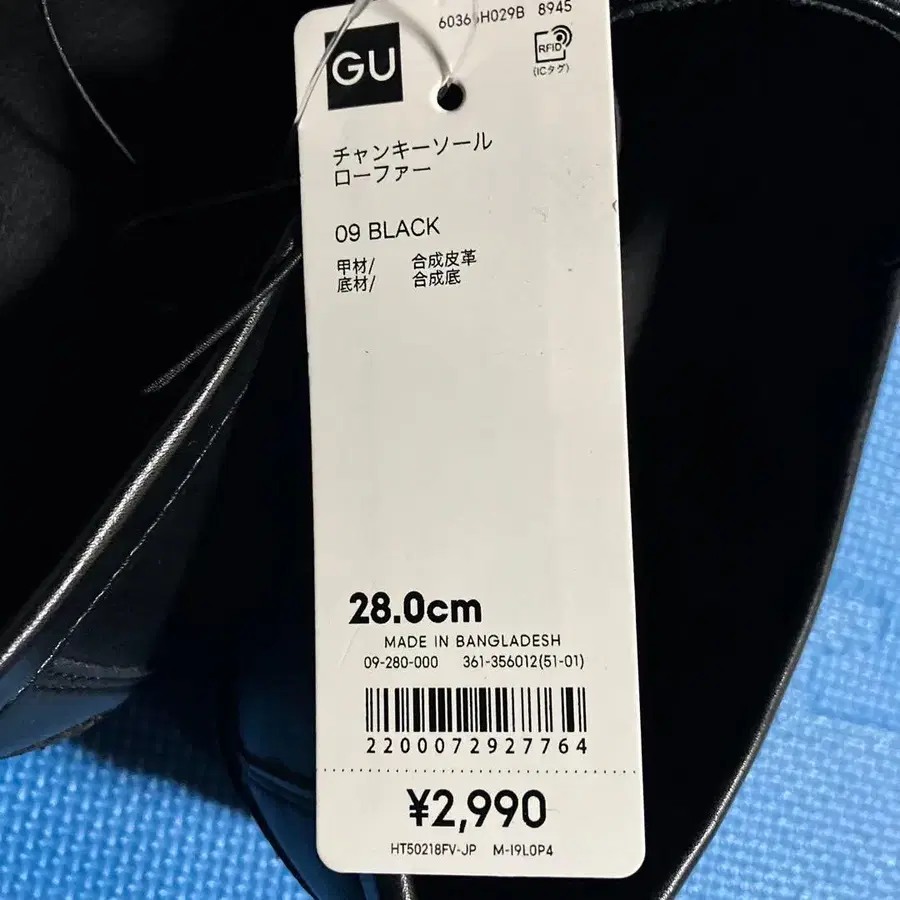 8945
GU
RFID
(ICタグ)
チャンキーソール
ローファー
09 BLACK
甲材/ 合成皮革
底材/ 合成底
28.0cm
MADE IN BANGLADESH
09-280-000 361-356012(51-01)
2200072927764
¥2,990
HT50218FV-JP M-I9L0P4